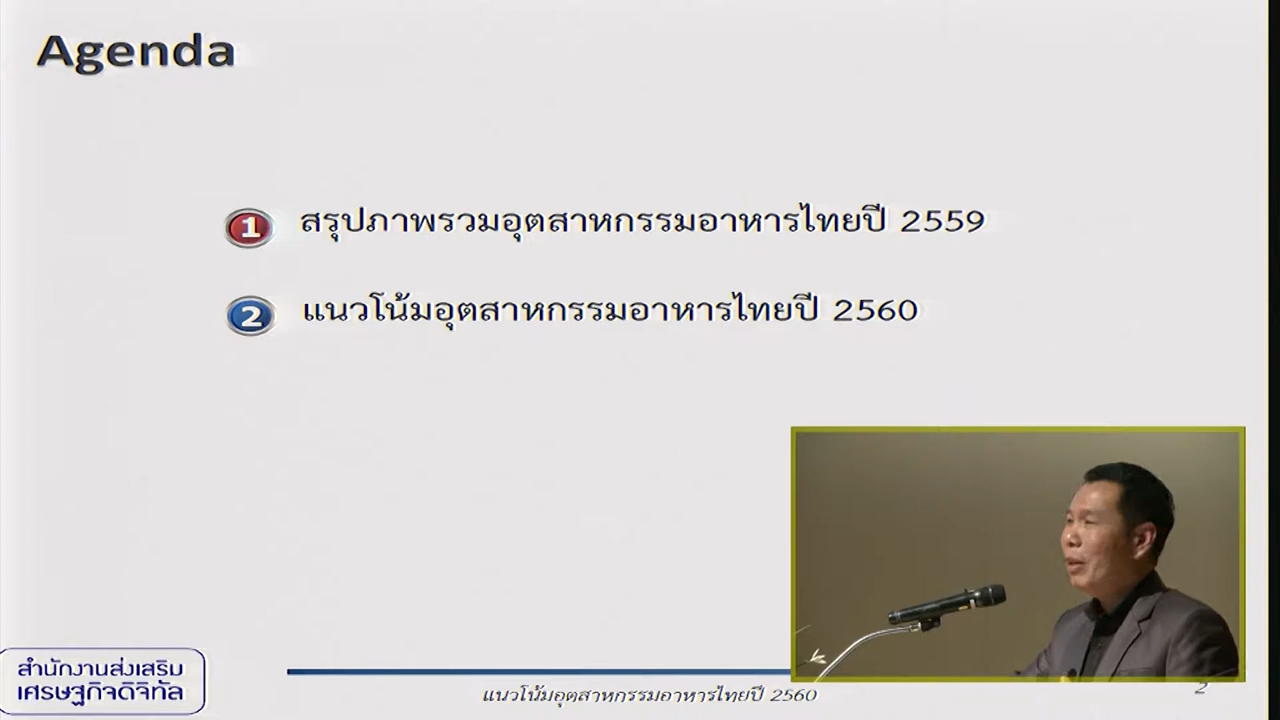 Agenda
1 สรุปภาพรวมอุตสาหกรรมอาหารไทยปี 2559
2 แนวโน้มอุตสาหกรรมอาหารไทยปี 2560
สำนักงานส่งเสริม
เศรษฐกิจดิจิทัล
แนวโน้มอุตสาหกรรมอาหารไทยปี 2560
2